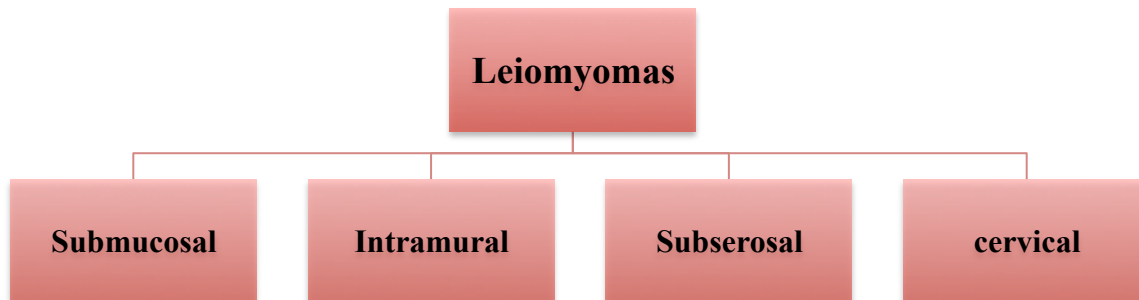 Leiomyomas
Submucosal
Intramural
Subserosal
cervical